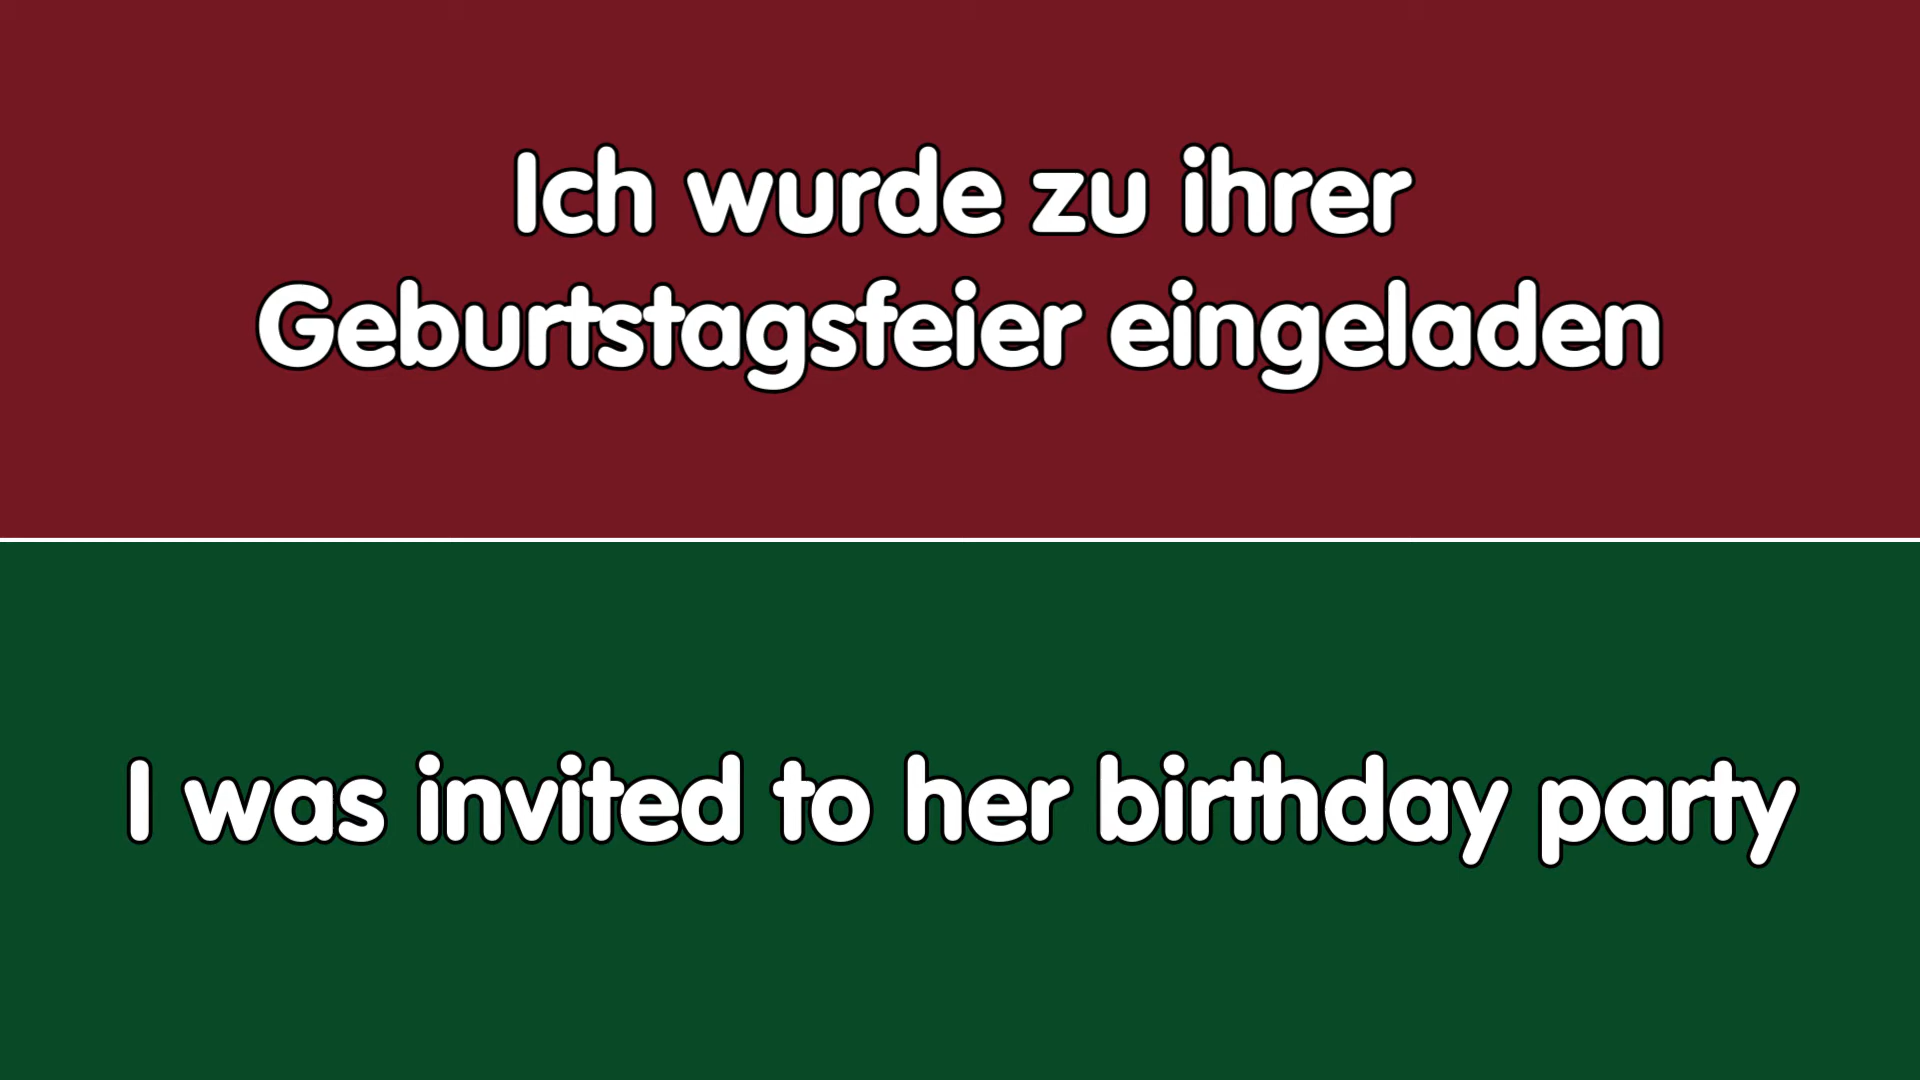 Ich wurde zu ihrer
Geburtstagsfeier eingeladen
I was invited to her birthday party